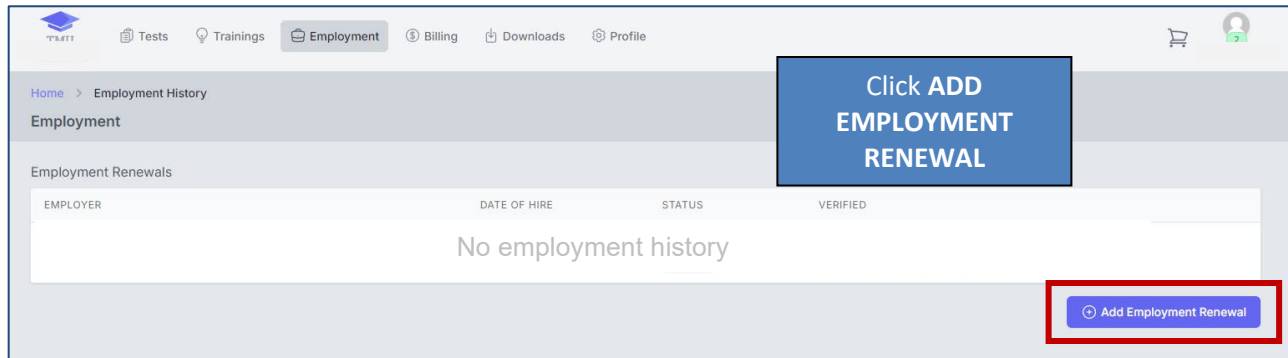 TMU
Tests Trainings Employment Billing Downloads Profile
2
Home > Employment History
Employment
Click ADD
EMPLOYMENT
RENEWAL
Employment Renewals
EMPLOYER DATE OF HIRE STATUS VERIFIED
No employment history
Add Employment Renewal